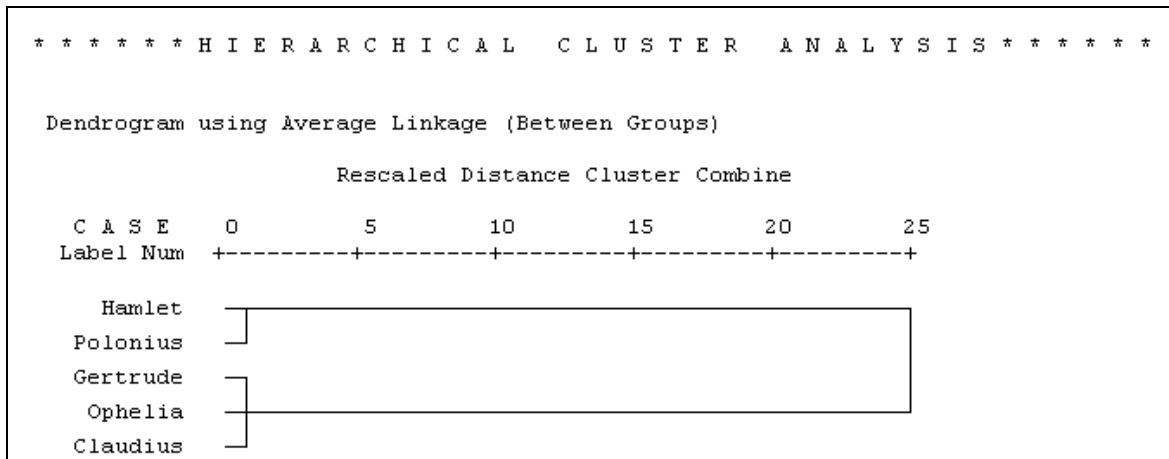 * * * * * * H I E R A R C H I C A L   C L U S T E R   A N A L Y S I S * * * * * *
Dendrogram using Average Linkage (Between Groups)
Rescaled Distance Cluster Combine
C A S E 0 5 10 15 20 25
Label Num +---------+---------+---------+---------+---------+
Hamlet
Polonius
Gertrude
Ophelia
Claudius